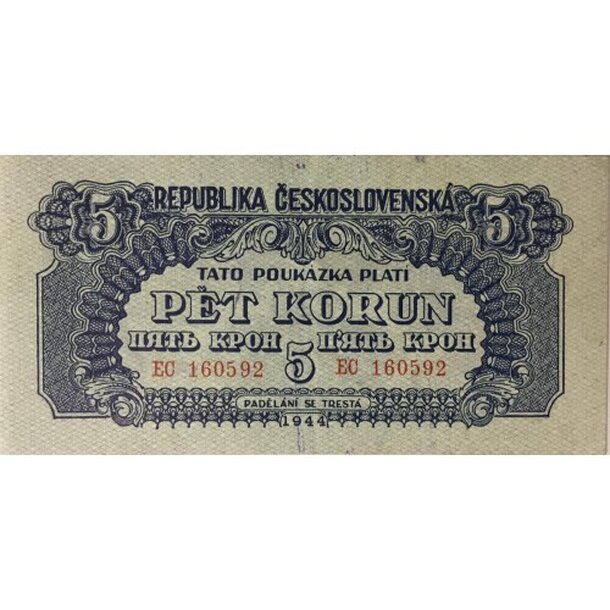 5 REPUBLIKA ČESKOSLOVENSKÁ 5
TATO POUKÁZKA PLATÍ
PĚT KORUN
ПЯТЬ КРОН 5 П'ЯТЬ КРОН
EC 160592 EC 160592
PADĚLÁNÍ SE TRESTÁ
1944